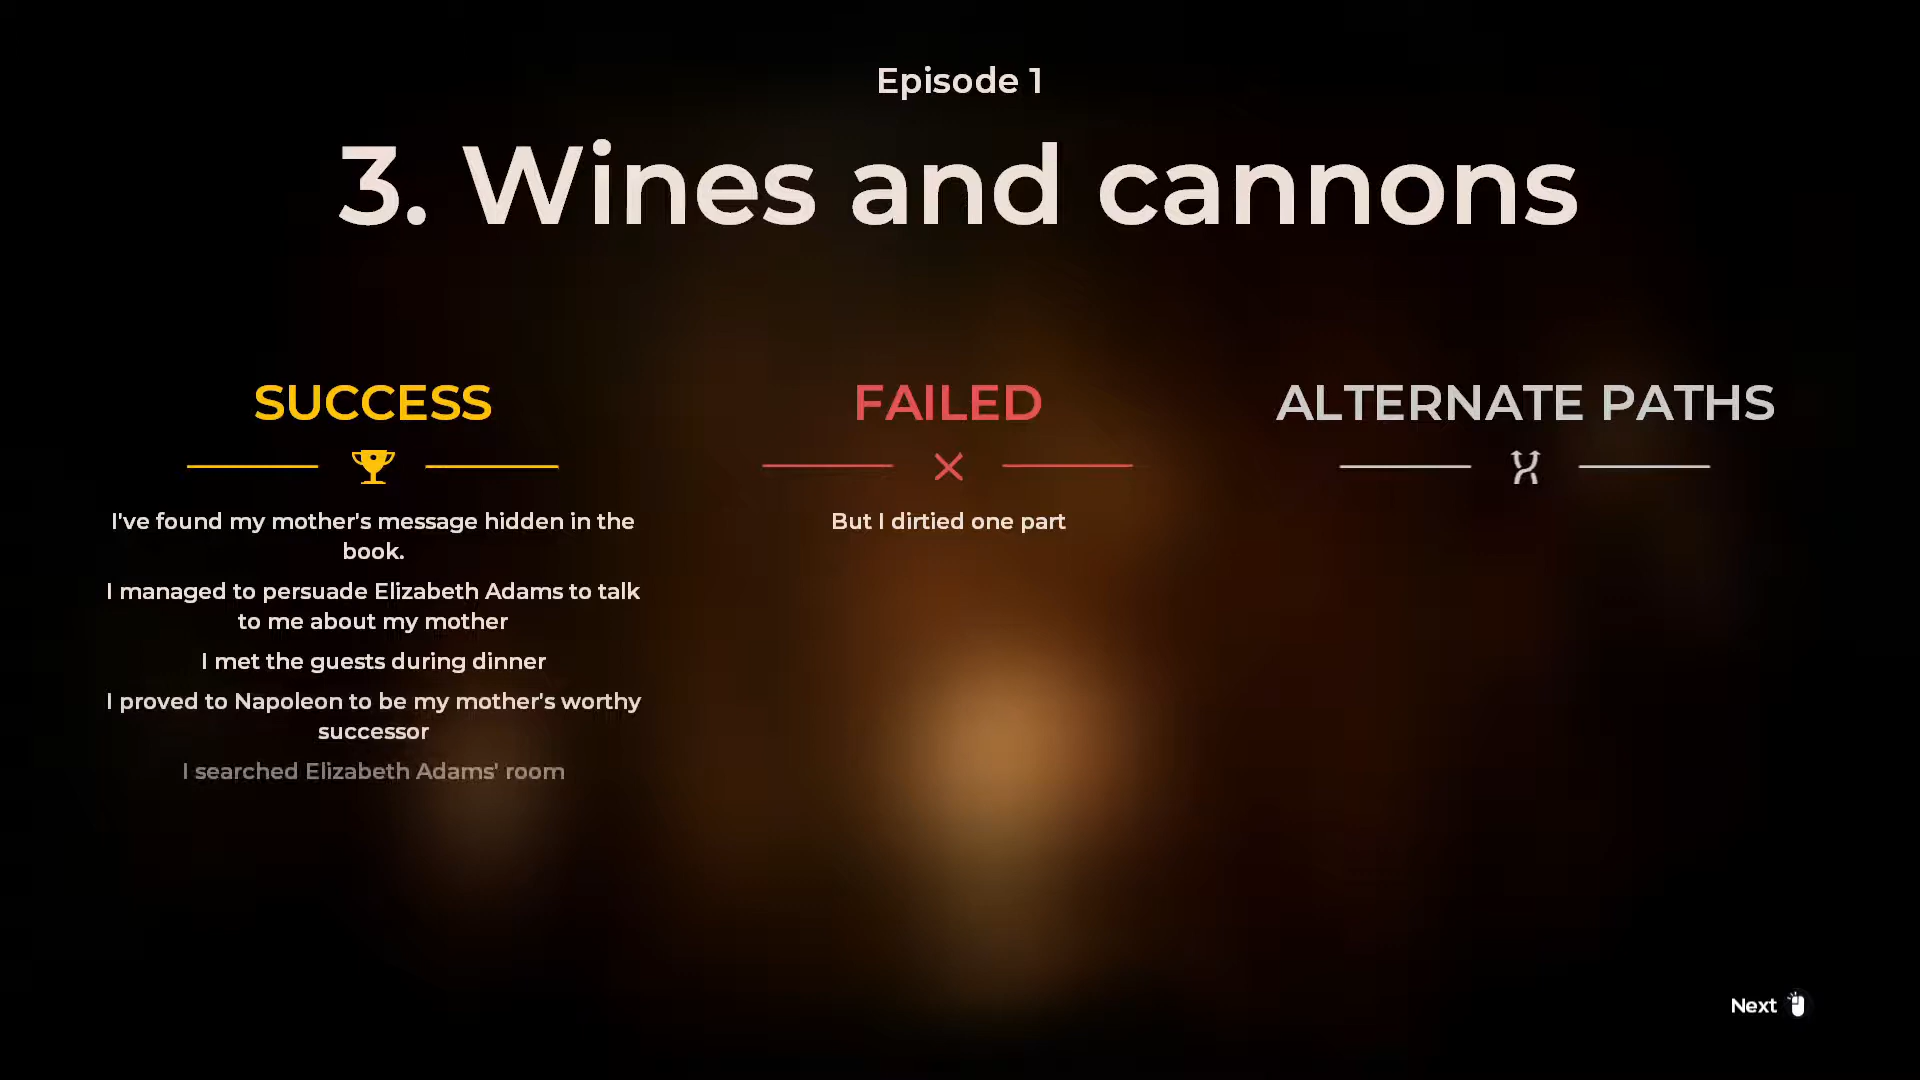 Episode 1
3. Wines and cannons
SUCCESS
I've found my mother's message hidden in the
book.
I managed to persuade Elizabeth Adams to talk
to me about my mother
I met the guests during dinner
I proved to Napoleon to be my mother's worthy
successor
I searched Elizabeth Adams' room
FAILED
But I dirtied one part
ALTERNATE PATHS
Next